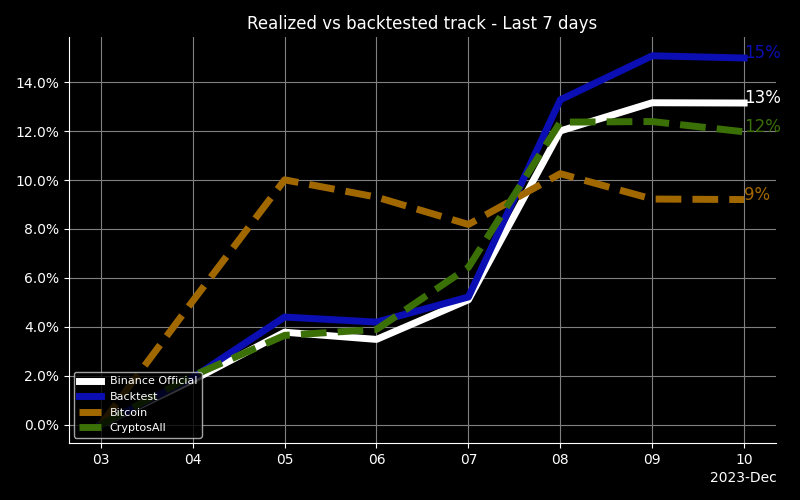 Realized vs backtested track - Last 7 days
15%
14.0%
13%
12.0%
12%
10.0%
9%
8.0%
6.0%
4.0%
2.0%
0.0%
Binance Official
Backtest
Bitcoin
CryptosAll
03 04 05 06 07 08 09 10
2023-Dec